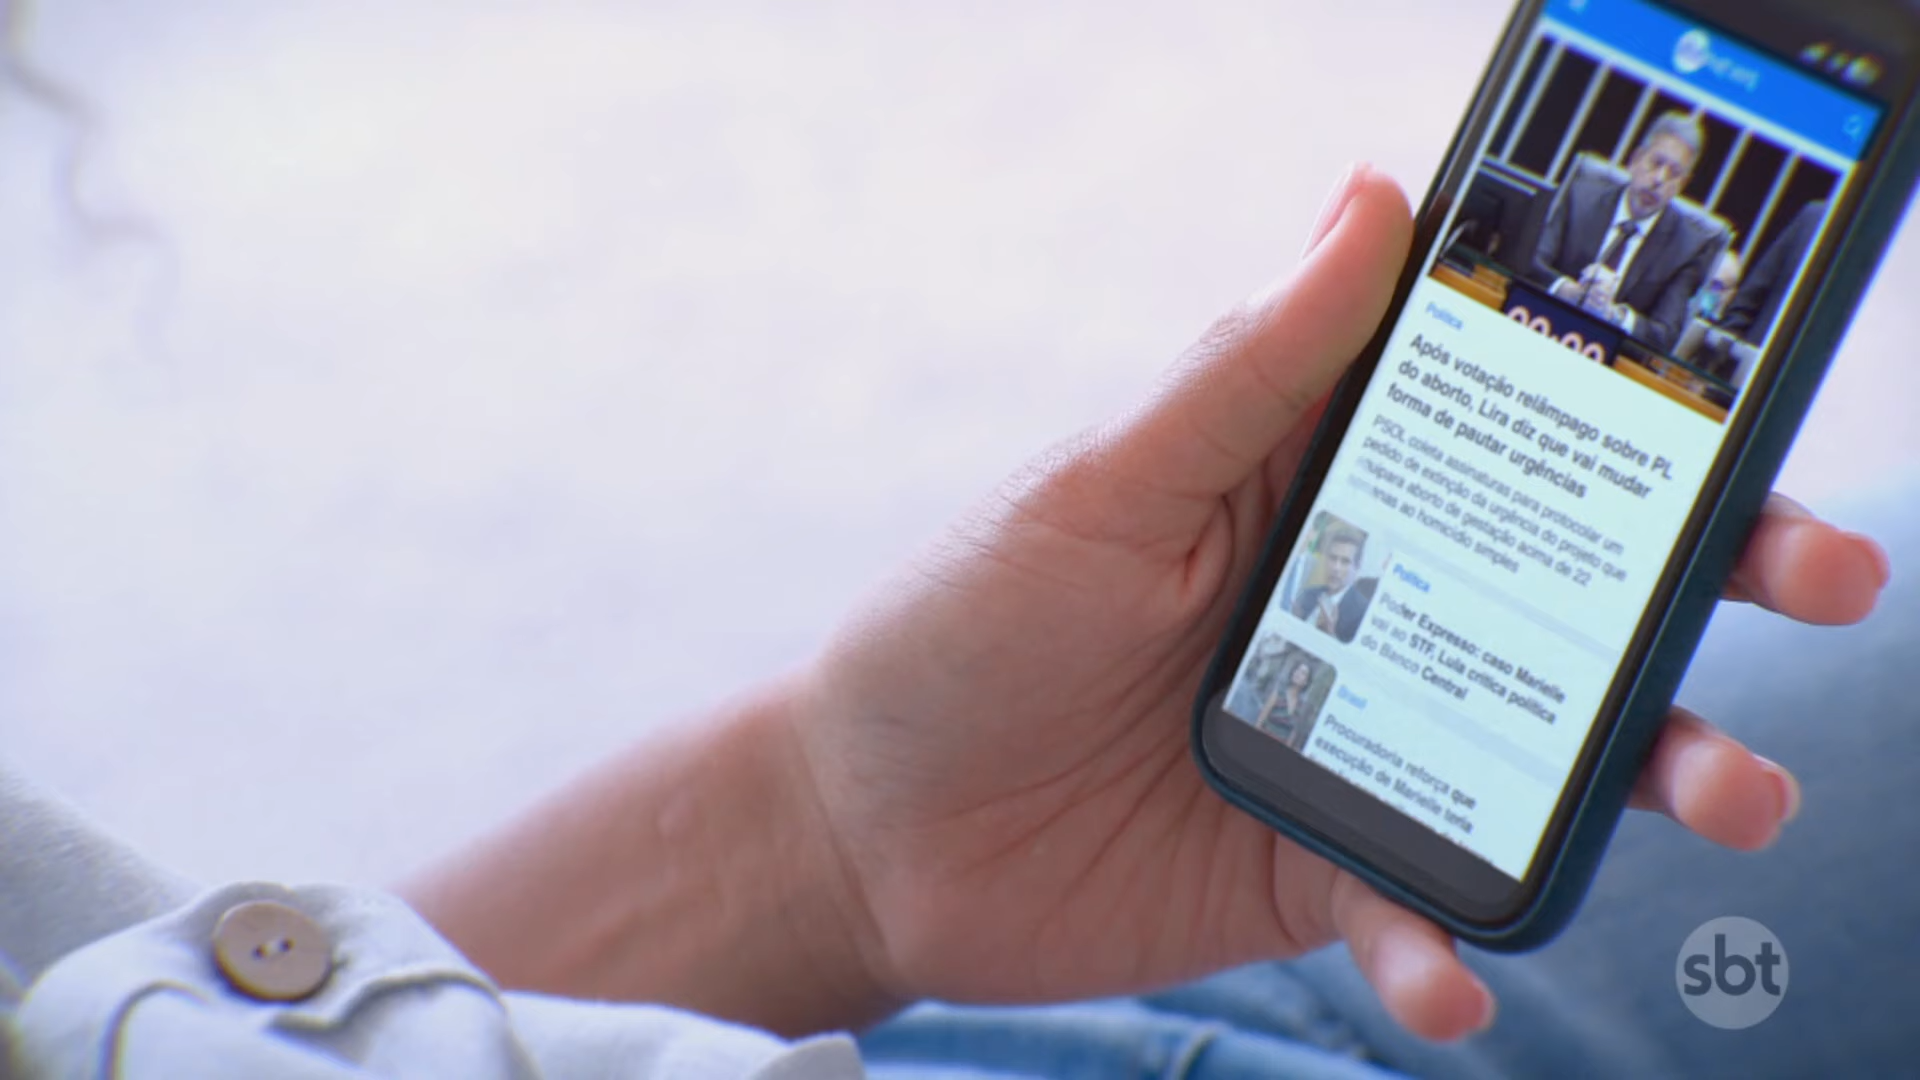 NEWS
00:00
Política
Após votação relâmpago sobre PL
do aborto, Lira diz que vai mudar
forma de pautar urgências
PSOL coleta assinaturas para protocolar um
pedido de extinção da urgência do projeto que
aborto de gestação acima de 22
ao homicídio simples
Política
Poder Expresso: caso Marielle
vai ao STF, Lula critica política
do Banco Central
Brasil
Procuradoria reforça que
execução de Marielle teria
sbt